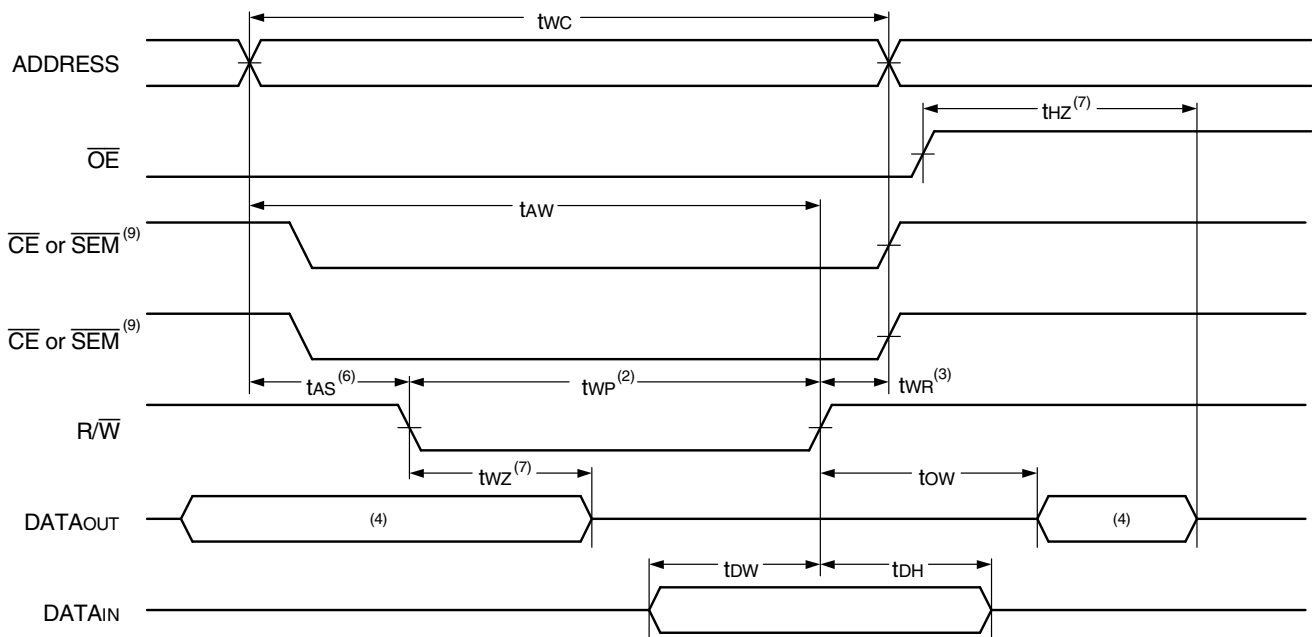 tWC
ADDRESS
tHZ(7)
OE
tAW
CE or SEM(9)
CE or SEM(9)
tAS(6) tWP(2) tWR(3)
R/W
tWZ(7) tOW
DATAOUT (4) (4)
tDW tDH
DATAIN